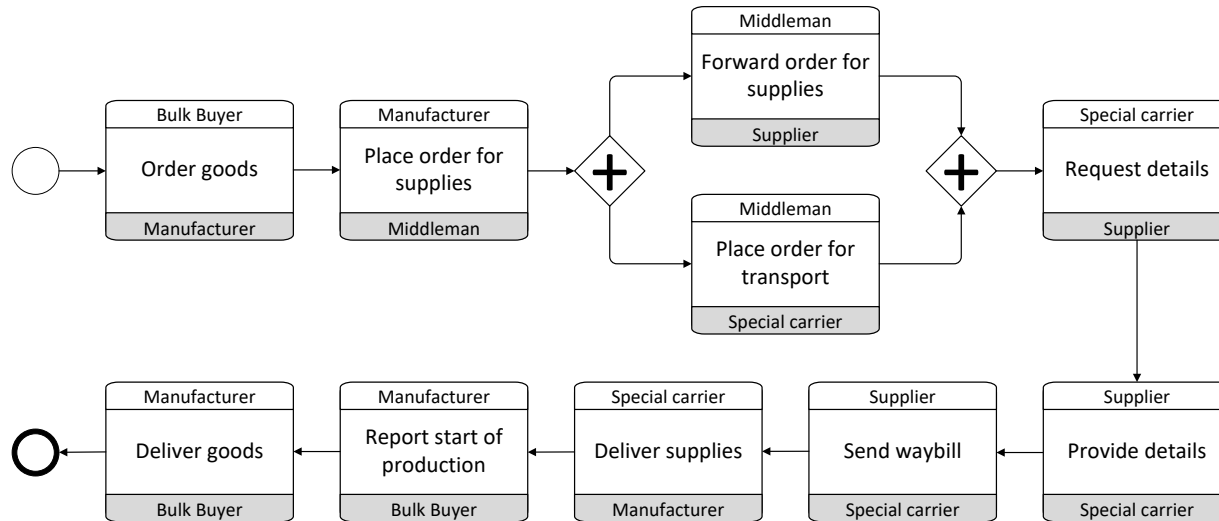 Bulk Buyer
Order goods
Manufacturer
Manufacturer
Place order for
supplies
Middleman
Middleman
Forward order for
supplies
Supplier
Middleman
Place order for
transport
Special carrier
Special carrier
Request details
Supplier
Supplier
Provide details
Special carrier
Supplier
Send waybill
Special carrier
Special carrier
Deliver supplies
Manufacturer
Manufacturer
Report start of
production
Bulk Buyer
Manufacturer
Deliver goods
Bulk Buyer